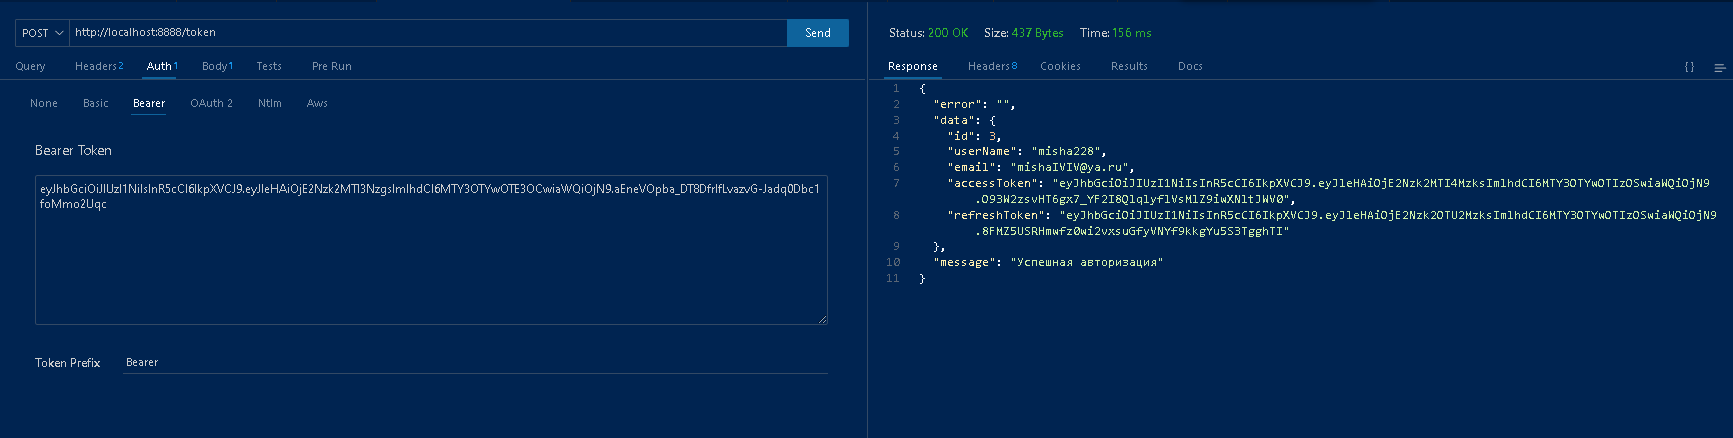 POST http://localhost:8888/token Send
Query Headers 2 Auth 1 Body 1 Tests Pre Run
None Basic Bearer OAuth 2 Ntlm Aws
Bearer Token
eyJhbGciOiJIUzI1NiIsInR5cCI6IkpXVCJ9.eyJleHAiOjE2Nzk2MTI3NzgsImlhdCI6MTY3OTYwOTE3OCwiaWQiOjN9.aEneVOpba_DT8DfrIfLvazvG-Jadq0Dbc1
foMmo2Uqc
Token Prefix Bearer
Status: 200 OK Size: 437 Bytes Time: 156 ms
Response Headers 8 Cookies Results Docs {}
1 {
2 "error": "",
3 "data": {
4 "id": 3,
5 "userName": "misha228",
6 "email": "mishaIVIV@ya.ru",
7 "accessToken": "eyJhbGciOiJIUzI1NiIsInR5cCI6IkpXVCJ9.eyJleHAiOjE2Nzk2MTI4MzksImlhdCI6MTY3OTYwOTIzOSwiaWQiOjN9
.O93W2zsvHT6gx7_YF2I8QlqlyflVsMlZ9iwXNltJWV0",
8 "refreshToken": "eyJhbGciOiJIUzI1NiIsInR5cCI6IkpXVCJ9.eyJleHAiOjE2Nzk2OTU2MzksImlhdCI6MTY3OTYwOTIzOSwiaWQiOjN9
.8FMZ5USRHmwfz0wi2vxsuGfyVNYf9kkgYu5S3TgghTI"
9 },
10 "message": "Успешная авторизация"
11 }